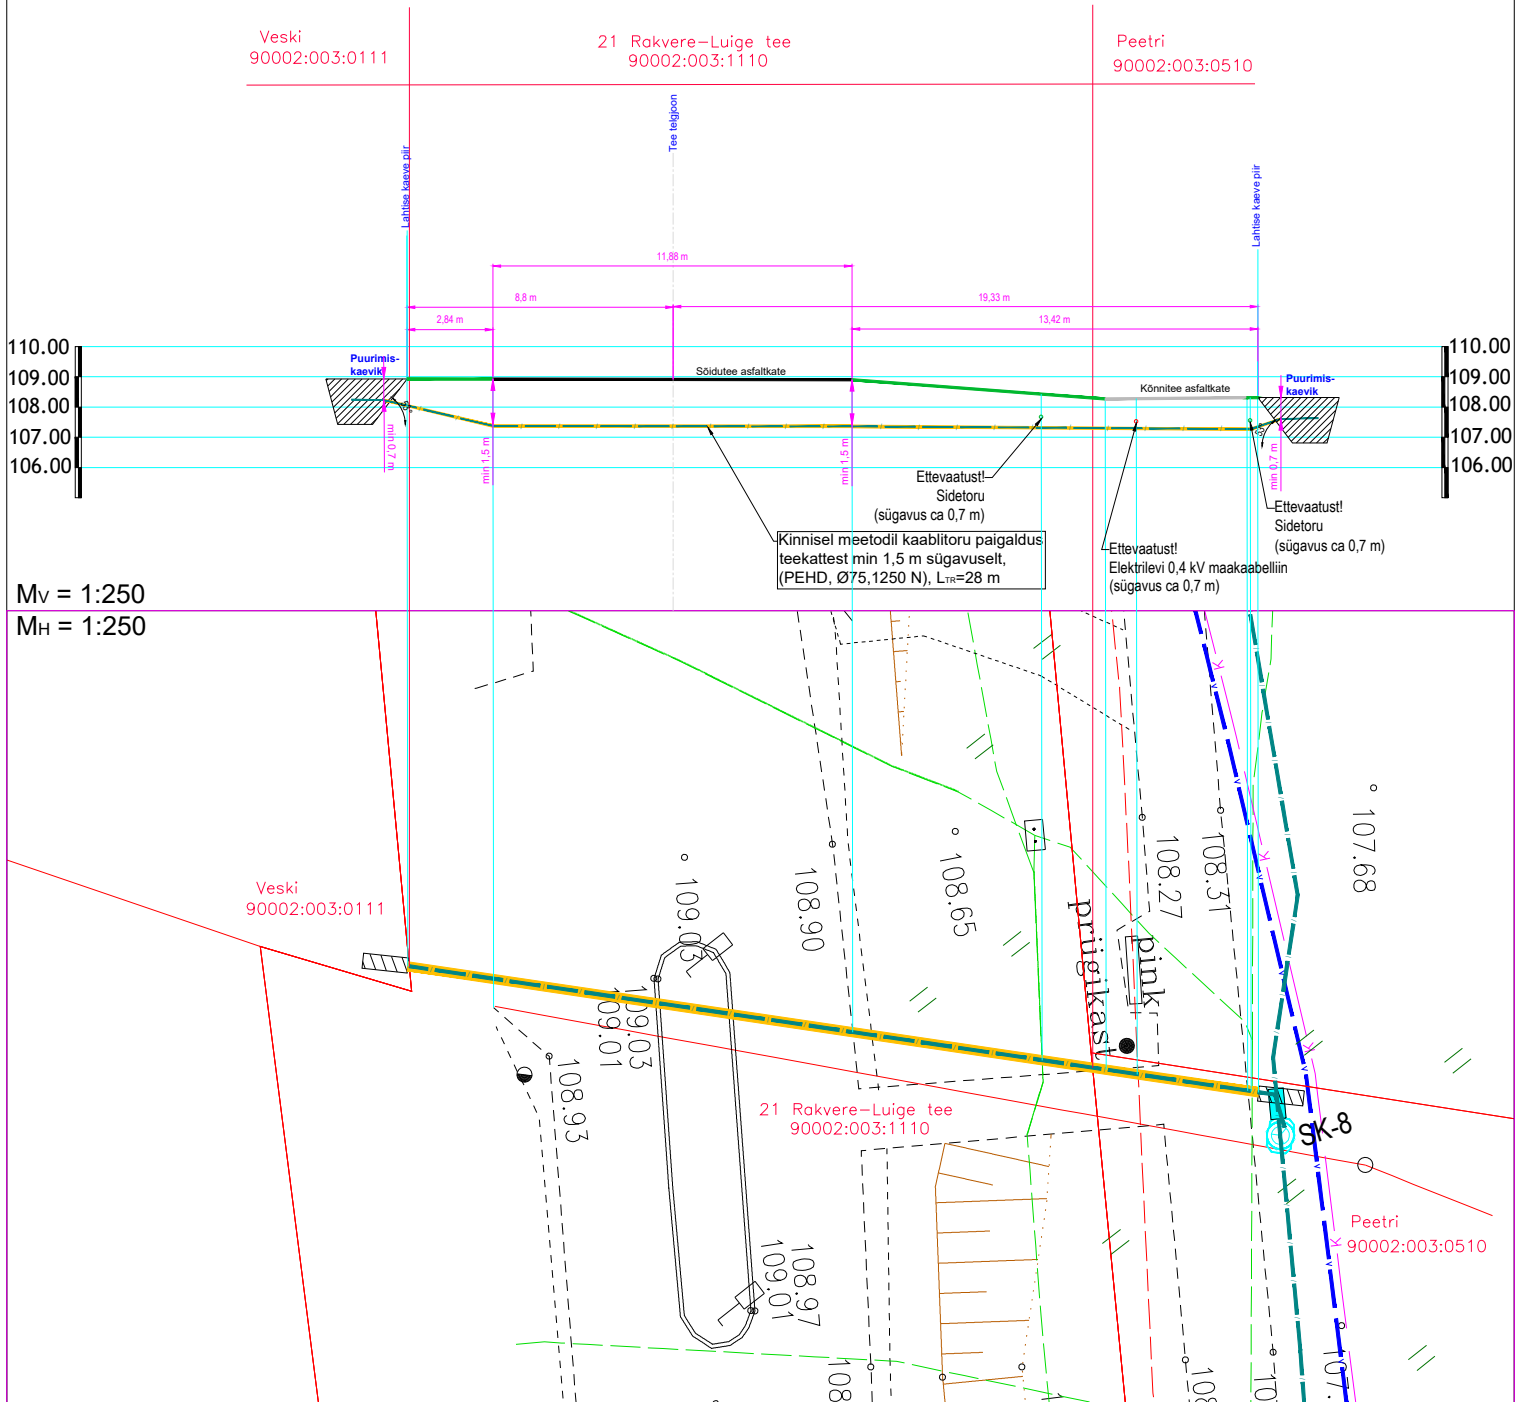 Veski
90002:003:0111
21 Rakvere-Luige tee
90002:003:1110
Peetri
90002:003:0510
Lahtise kaeve piir
Tee telgjoon
Lahtise kaeve piir
11,88 m
8,8 m
19,33 m
2,84 m
13,42 m
110.00
109.00
108.00
107.00
106.00
110.00
109.00
108.00
107.00
106.00
Puurimis-
kaevik
Sõidutee asfaltkate
Könnitee asfaltkate
Puurimis-
kaevik
min 0,7 m
min 1,5 m
min 1,5 m
min 0,7 m
Ettevaatust!
Sidetoru
(sügavus ca 0,7 m)
Ettevaatust!
Sidetoru
(sügavus ca 0,7 m)
Kinnisel meetodil kaablitoru paigaldus
teekattest min 1,5 m sügavuselt,
(PEHD, Ø75,1250 N), LTR=28 m
Ettevaatust!
Elektrilevi 0,4 kV maakaabelliin
(sügavus ca 0,7 m)
MV = 1:250
MH = 1:250
K
K
K
K
K
V
V
V
V
V
107.68
108.31
108.27
108.65
108.90
109.03
Veski
90002:003:0111
prügikast
pink
109.03
109.01
108.93
21 Rakvere-Luige tee
90002:003:1110
SK-8
Peetri
90002:003:0510
108.97
109.01